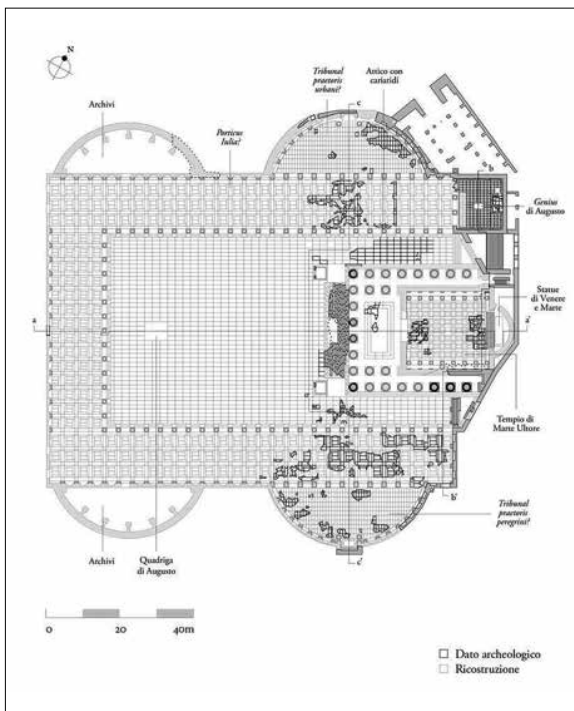 N
Tribunal
praetoris
urbani?
c
Attico con
cariatidi
Archivi
Porticus
Iulia?
b
Genius
di Augusto
Statue
di Venere
e Marte
a
a'
Tempio di
Marte Ultore
b'
Tribunal
praetoris
peregrini?
Archivi
Quadriga
di Augusto
c'
0 20 40m
Dato archeologico
Ricostruzione